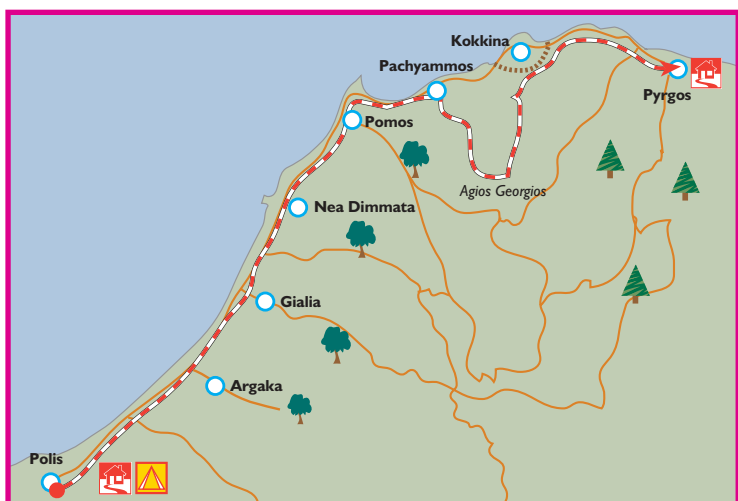 Kokkina
Pachyammos
Pyrgos
Pomos
Agios Georgios
Nea Dimmata
Gialia
Argaka
Polis